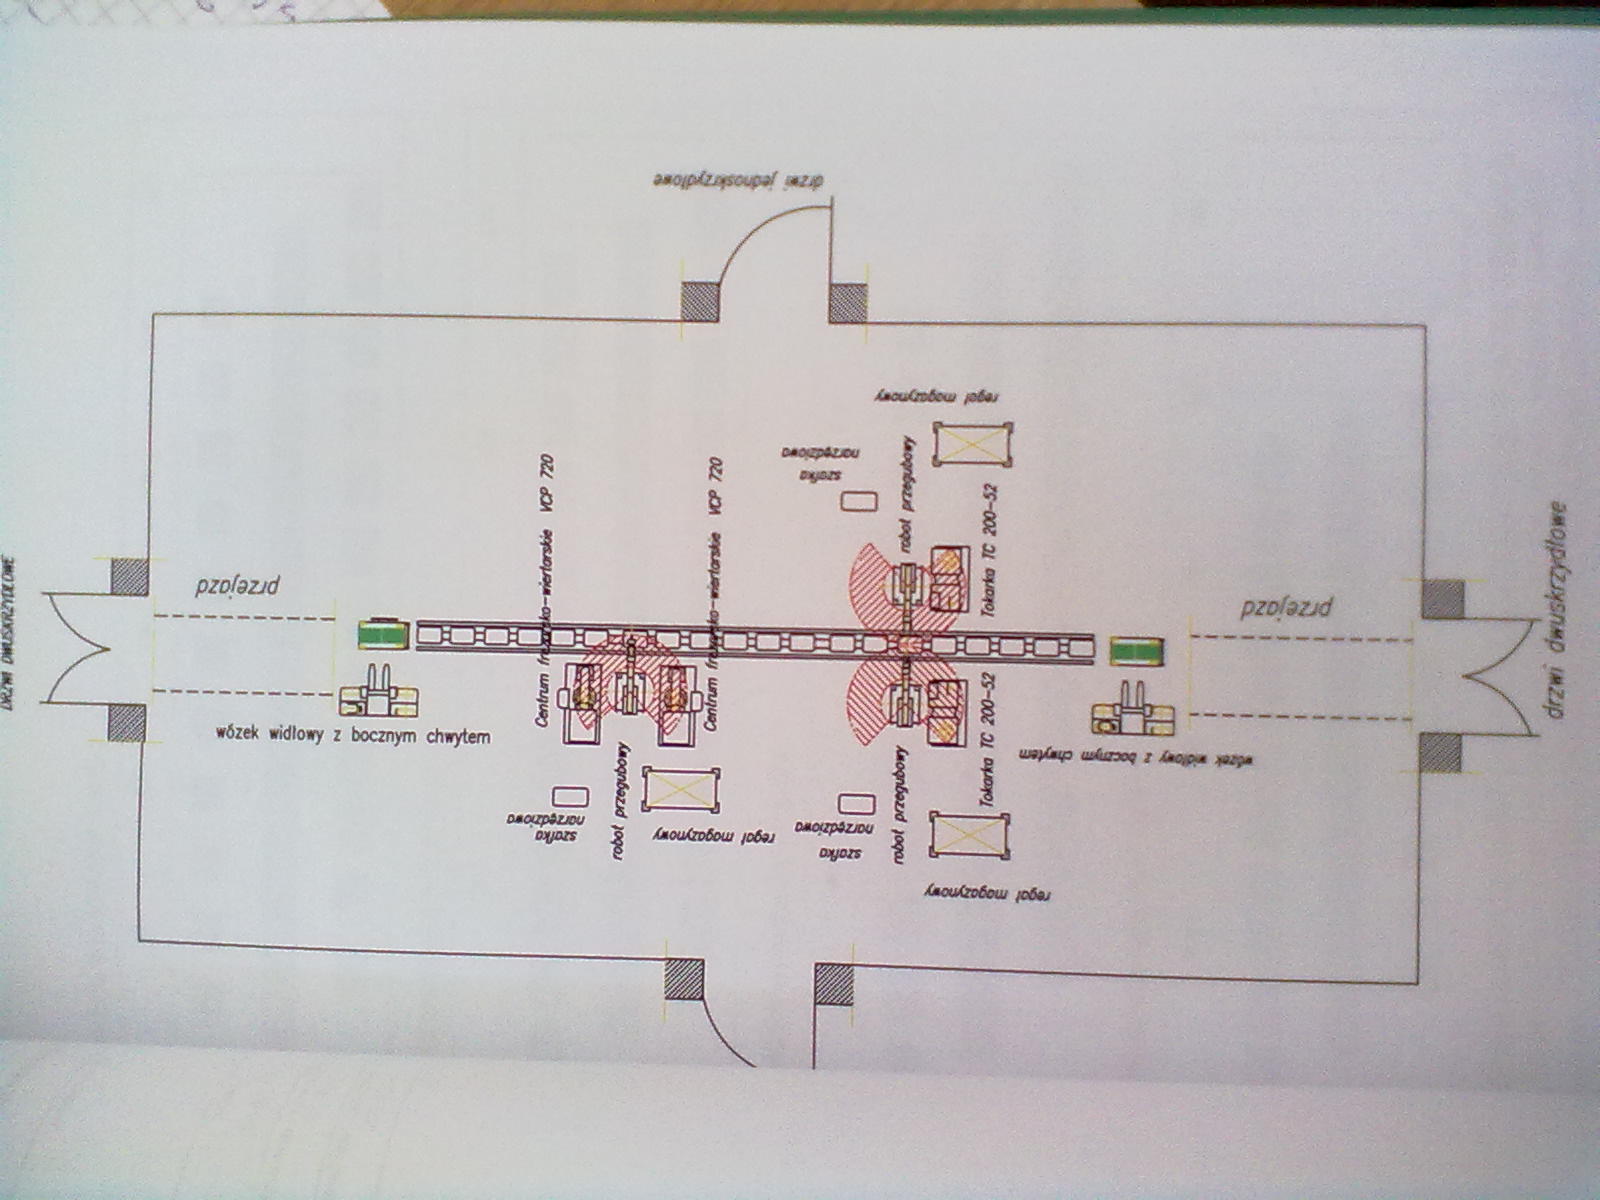 drzwi jednoskrzydłowe
regał magazynowy
szafka
narzędziowa
robot przegubowy
Tokarka TC 200-52
Centrum frezarsko-wiertarskie VCP 720
Centrum frezarsko-wiertarskie VCP 720
DRZWI DWUSKRZYDŁOWE
przejazd
przejazd
drzwi dwuskrzydłowe
wózek widłowy z bocznym chwytem
wózek widłowy z bocznym chwytem
Tokarka TC 200-52
robot przegubowy
robot przegubowy
szafka
narzędziowa
regał magazynowy
szafka
narzędziowa
regał magazynowy